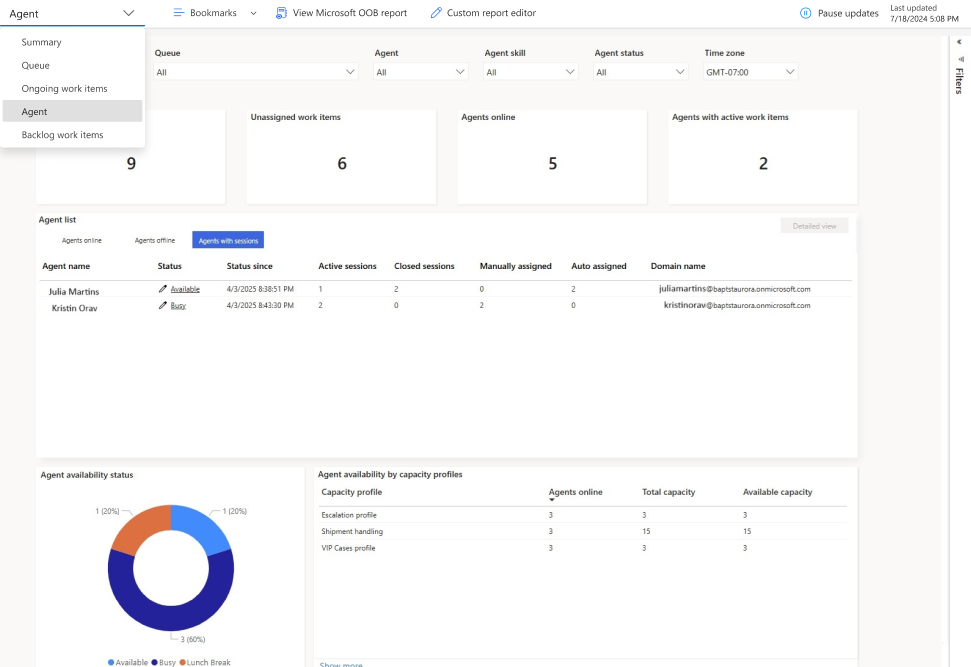 Agent
Bookmarks
View Microsoft OOB report
Custom report editor
Pause updates
Last updated
7/18/2024 5:08 PM
Summary
Queue
Ongoing work items
Agent
Backlog work items
Queue
All
Agent
All
Agent skill
All
Agent status
All
Time zone
GMT-07:00
Filters
9
Unassigned work items
6
Agents online
5
Agents with active work items
2
Agent list
Detailed view
Agents online Agents offline Agents with sessions
Agent name Status Status since Active sessions Closed sessions Manually assigned Auto assigned Domain name
Julia Martins Available 4/3/2025 8:38:51 PM 1 2 0 2 juliamartins@baptstaurora.onmicrosoft.com
Kristin Orav Busy 4/3/2025 8:43:30 PM 2 0 2 0 kristinorav@baptstaurora.onmicrosoft.com
Agent availability status
1 (20%)
1 (20%)
3 (60%)
Available Busy Lunch Break
Agent availability by capacity profiles
Capacity profile Agents online Total capacity Available capacity
Escalation profile 3 3 3
Shipment handling 3 15 15
VIP Cases profile 3 3 3
Show more